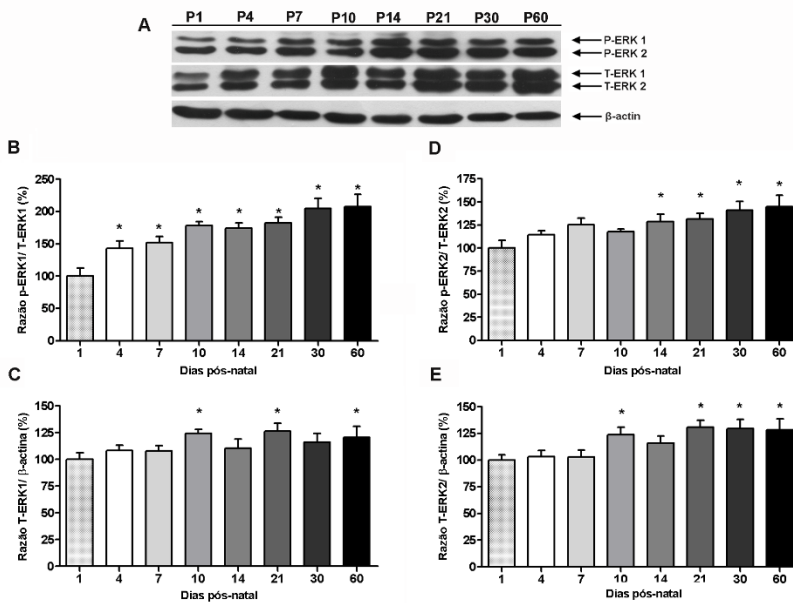 P1 P4 P7 P10 P14 P21 P30 P60
A
P-ERK 1
P-ERK 2
T-ERK 1
T-ERK 2
β-actin
B
Razão p-ERK1/ T-ERK1 (%)
250
200
150
100
50
0
* * * * * * *
1 4 7 10 14 21 30 60
Dias pós-natal
D
Razão p-ERK2/ T-ERK2 (%)
175
150
125
100
75
50
25
0
* * * *
1 4 7 10 14 21 30 60
Dias pós-natal
C
Razão T-ERK1/ β-actina (%)
150
125
100
75
50
25
0
* * *
1 4 7 10 14 21 30 60
Dias pós-natal
E
Razão T-ERK2/ β-actina (%)
150
125
100
75
50
25
0
* * * *
1 4 7 10 14 21 30 60
Dias pós-natal